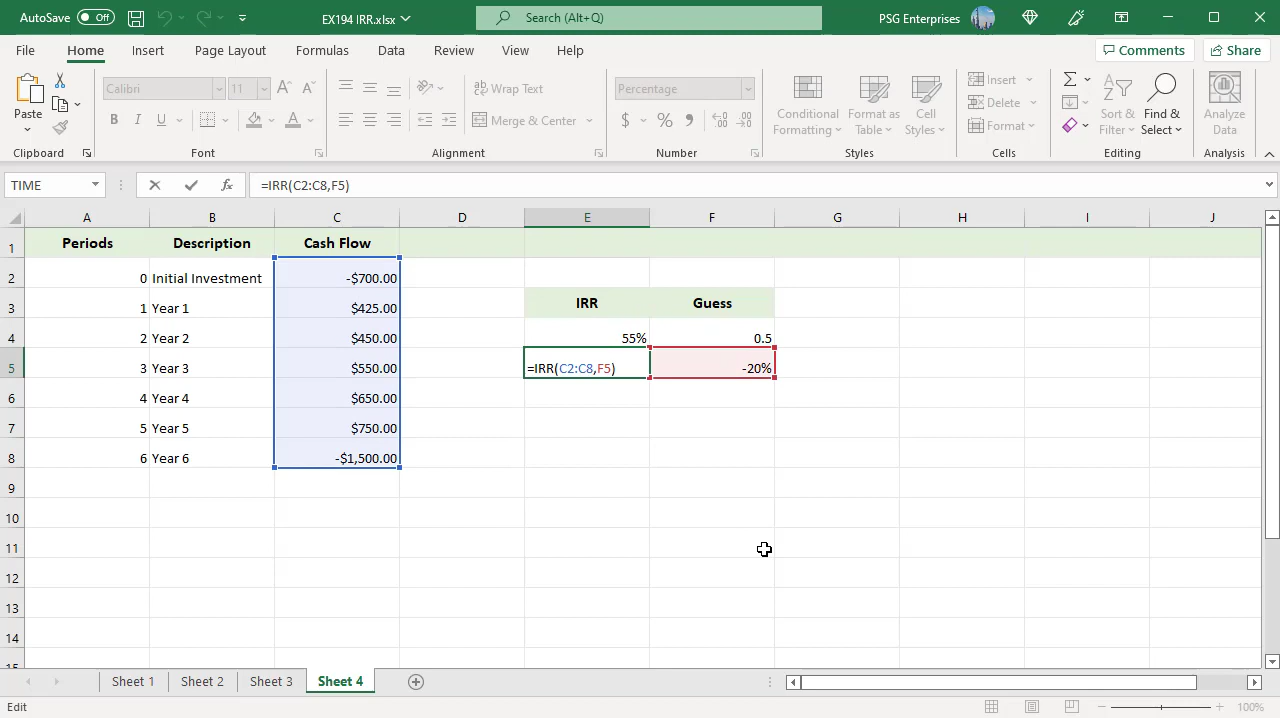 AutoSave Off EX194 IRR.xlsx Search (Alt+Q) PSG Enterprises
File Home Insert Page Layout Formulas Data Review View Help Comments Share
Paste
Calibri 11
B I U A
Wrap Text
Merge & Center
Percentage
$ % 9
Conditional Formatting
Format as Table
Cell Styles
Insert
Delete
Format
Sort & Filter
Find & Select
Analyze Data
Clipboard Font Alignment Number Styles Cells Editing Analysis
TIME fx =IRR(C2:C8,F5)
A B C D E F G H I J
1 Periods Description Cash Flow
2 0 Initial Investment -$700.00
3 1 Year 1 $425.00 IRR Guess
4 2 Year 2 $450.00 55% 0.5
5 3 Year 3 $550.00 =IRR(C2:C8,F5) -20%
6 4 Year 4 $650.00
7 5 Year 5 $750.00
8 6 Year 6 -$1,500.00
9
10
11
12
13
14
15
Sheet 1 Sheet 2 Sheet 3 Sheet 4
Edit 100%